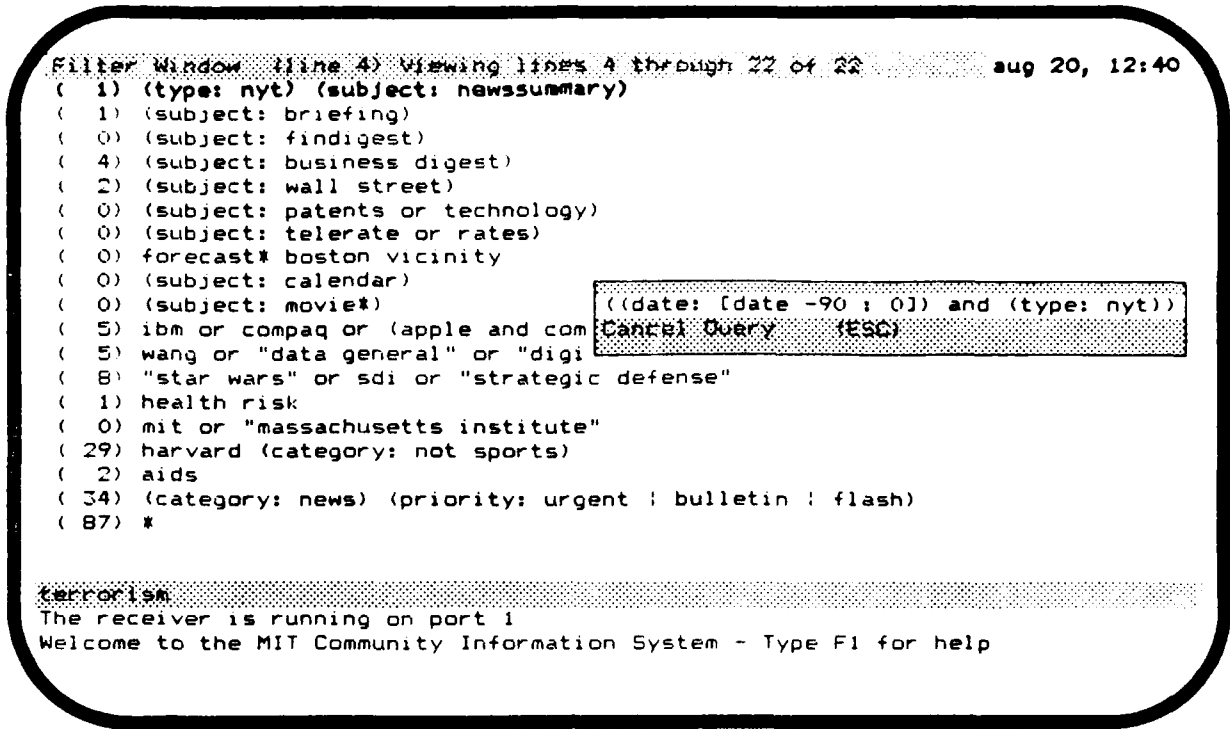 Filter Window (line 4) Viewing lines 4 through 22 of 22 aug 20, 12:40
( 1) (type: nyt) (subject: newssummary)
( 1) (subject: briefing)
( 0) (subject: findigest)
( 4) (subject: business digest)
( 2) (subject: wall street)
( 0) (subject: patents or technology)
( 0) (subject: telerate or rates)
( 0) forecast* boston vicinity
( 0) (subject: calendar)
( 0) (subject: movie*) ((date: [date -90 : 0]) and (type: nyt))
( 5) ibm or compaq or (apple and com Cancel Query (ESC)
( 5) wang or "data general" or "digi
( 8) "star wars" or sdi or "strategic defense"
( 1) health risk
( 0) mit or "massachusetts institute"
( 29) harvard (category: not sports)
( 2) aids
( 34) (category: news) (priority: urgent | bulletin | flash)
( 87) *
terrorism
The receiver is running on port 1
Welcome to the MIT Community Information System - Type F1 for help